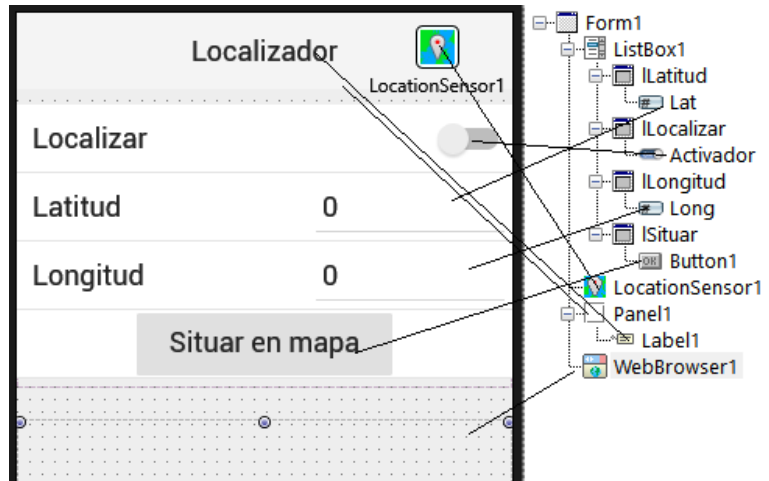 Localizador
LocationSensor1
Localizar
Latitud
0
Longitud
0
Situar en mapa
Form1
ListBox1
lLatitud
Lat
lLocalizar
Activador
lLongitud
Long
lSituar
OK
Button1
LocationSensor1
Panel1
Label1
WebBrowser1